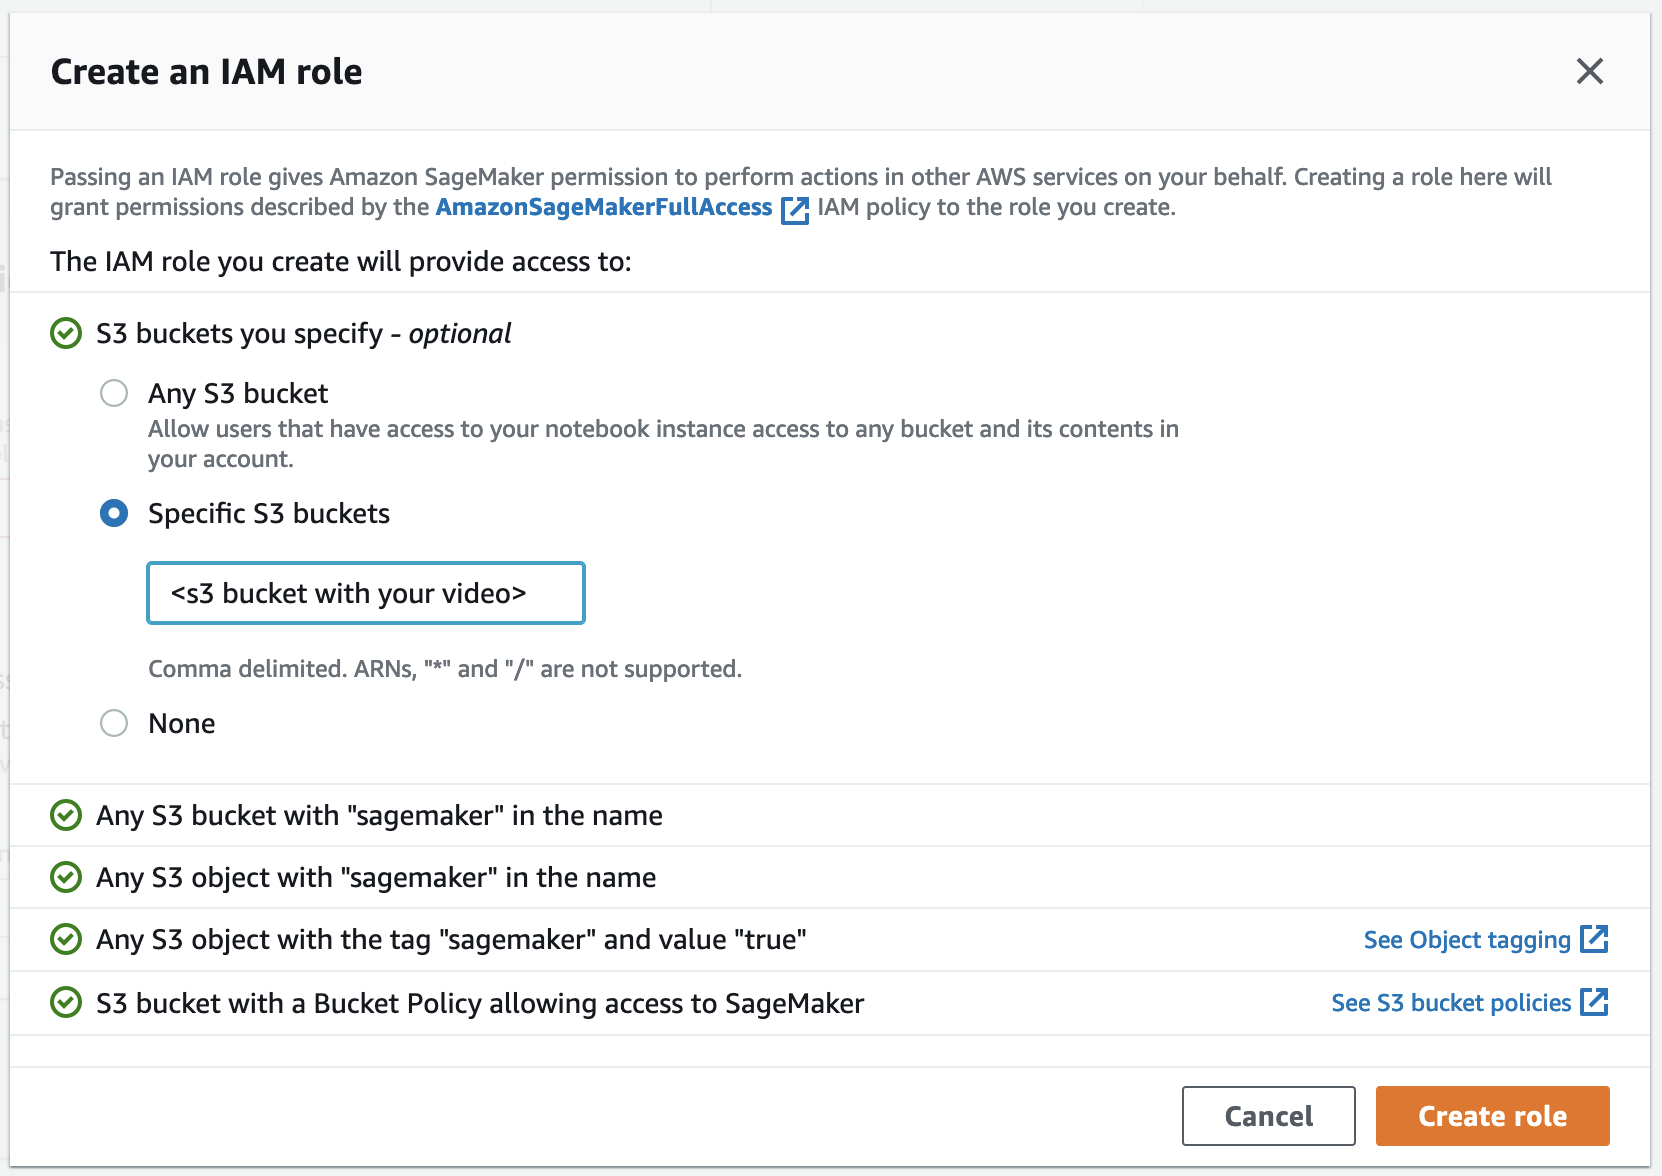 Create an IAM role
Passing an IAM role gives Amazon SageMaker permission to perform actions in other AWS services on your behalf. Creating a role here will
grant permissions described by the AmazonSageMakerFullAccess IAM policy to the role you create.
The IAM role you create will provide access to:
S3 buckets you specify - optional
Any S3 bucket
Allow users that have access to your notebook instance access to any bucket and its contents in
your account.
Specific S3 buckets
<s3 bucket with your video>
Comma delimited. ARNs, "*" and "/" are not supported.
None
Any S3 bucket with "sagemaker" in the name
Any S3 object with "sagemaker" in the name
Any S3 object with the tag "sagemaker" and value "true"
See Object tagging
S3 bucket with a Bucket Policy allowing access to SageMaker
See S3 bucket policies
Cancel
Create role